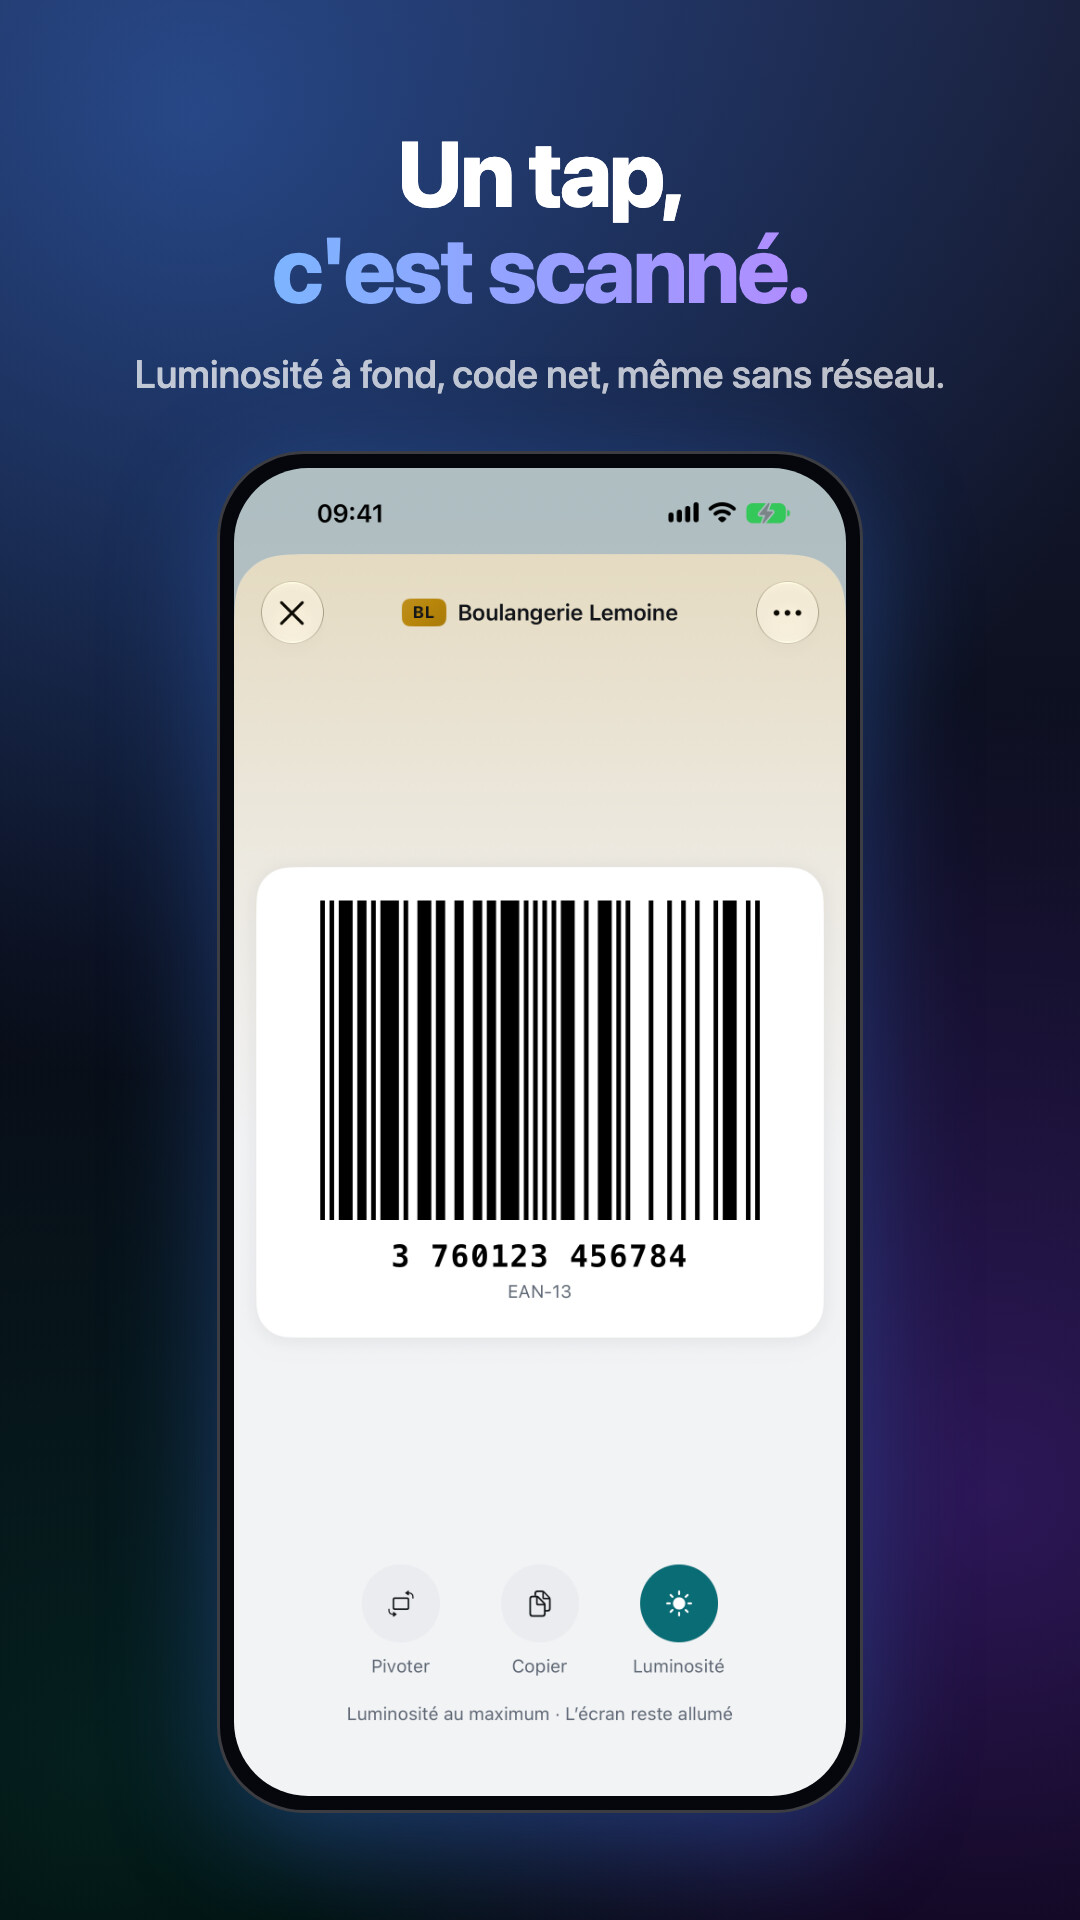 Un tap,
c'est scanné.
Luminosité à fond, code net, même sans réseau.
09:41
BL Boulangerie Lemoine
3 760123 456784
EAN-13
Pivoter Copier Luminosité
Luminosité au maximum · L’écran reste allumé